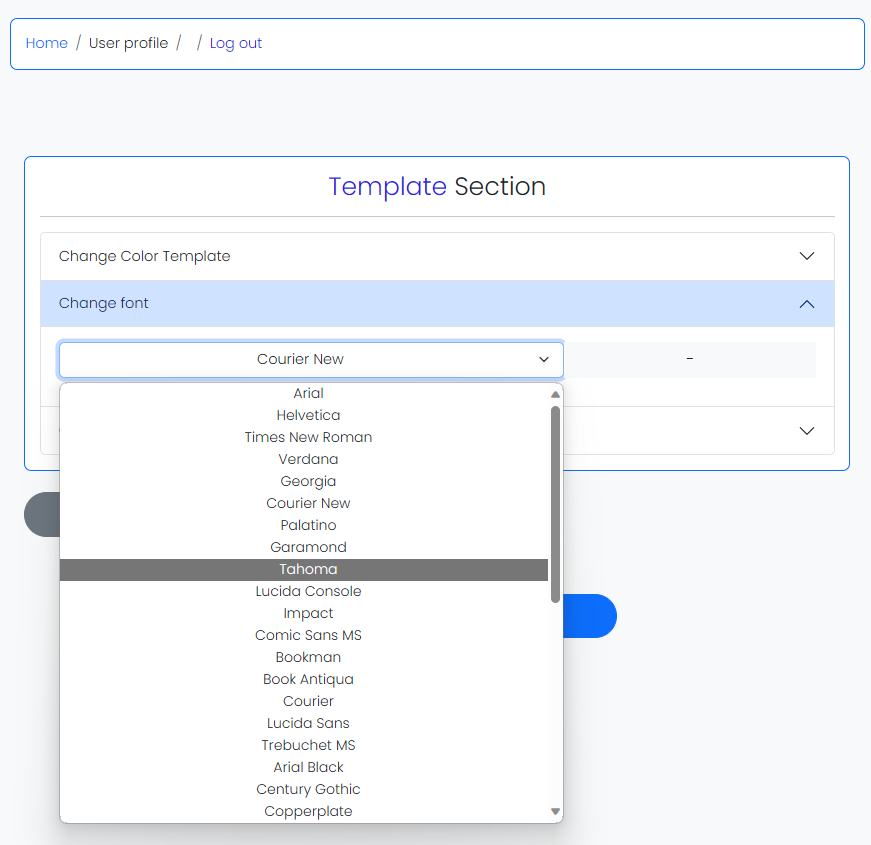 Home / User profile / / Log out
Template Section
Change Color Template
Change font
Courier New -
Arial
Helvetica
Times New Roman
Verdana
Georgia
Courier New
Palatino
Garamond
Tahoma
Lucida Console
Impact
Comic Sans MS
Bookman
Book Antiqua
Courier
Lucida Sans
Trebuchet MS
Arial Black
Century Gothic
Copperplate